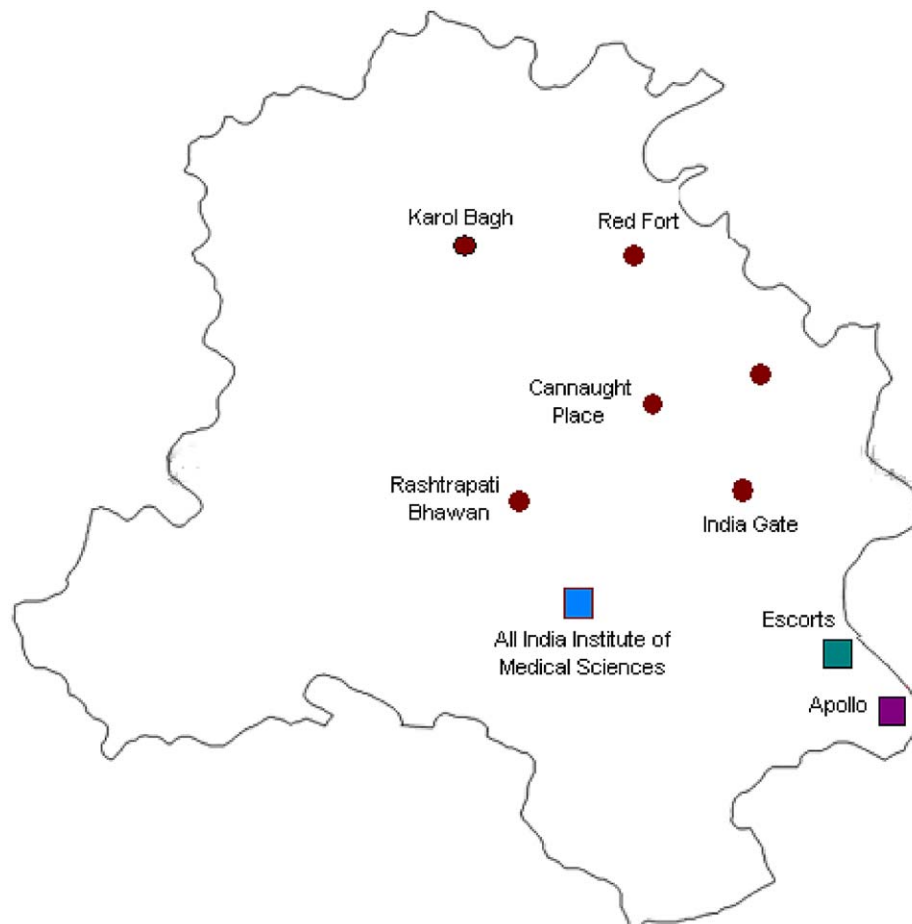 Karol Bagh
Red Fort
Cannaught
Place
Rashtrapati
Bhawan
India Gate
All India Institute of
Medical Sciences
Escorts
Apollo